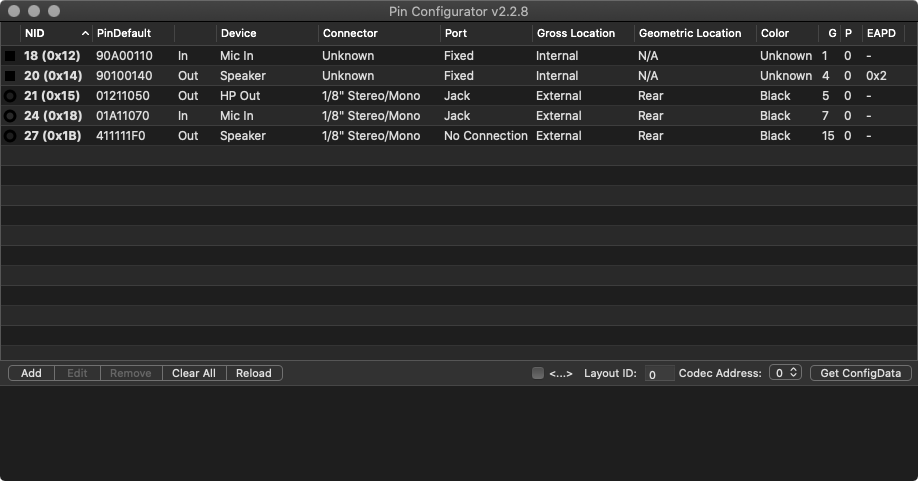 Pin Configurator v2.2.8
NID PinDefault Device Connector Port Gross Location Geometric Location Color G P EAPD
18 (0x12) 90A00110 In Mic In Unknown Fixed Internal N/A Unknown 1 0 -
20 (0x14) 90100140 Out Speaker Unknown Fixed Internal N/A Unknown 4 0 0x2
21 (0x15) 01211050 Out HP Out 1/8" Stereo/Mono Jack External Rear Black 5 0 -
24 (0x18) 01A11070 In Mic In 1/8" Stereo/Mono Jack External Rear Black 7 0 -
27 (0x1B) 411111F0 Out Speaker 1/8" Stereo/Mono No Connection External Rear Black 15 0 -
Add Edit Remove Clear All Reload <...> Layout ID: 0 Codec Address: 0 Get ConfigData